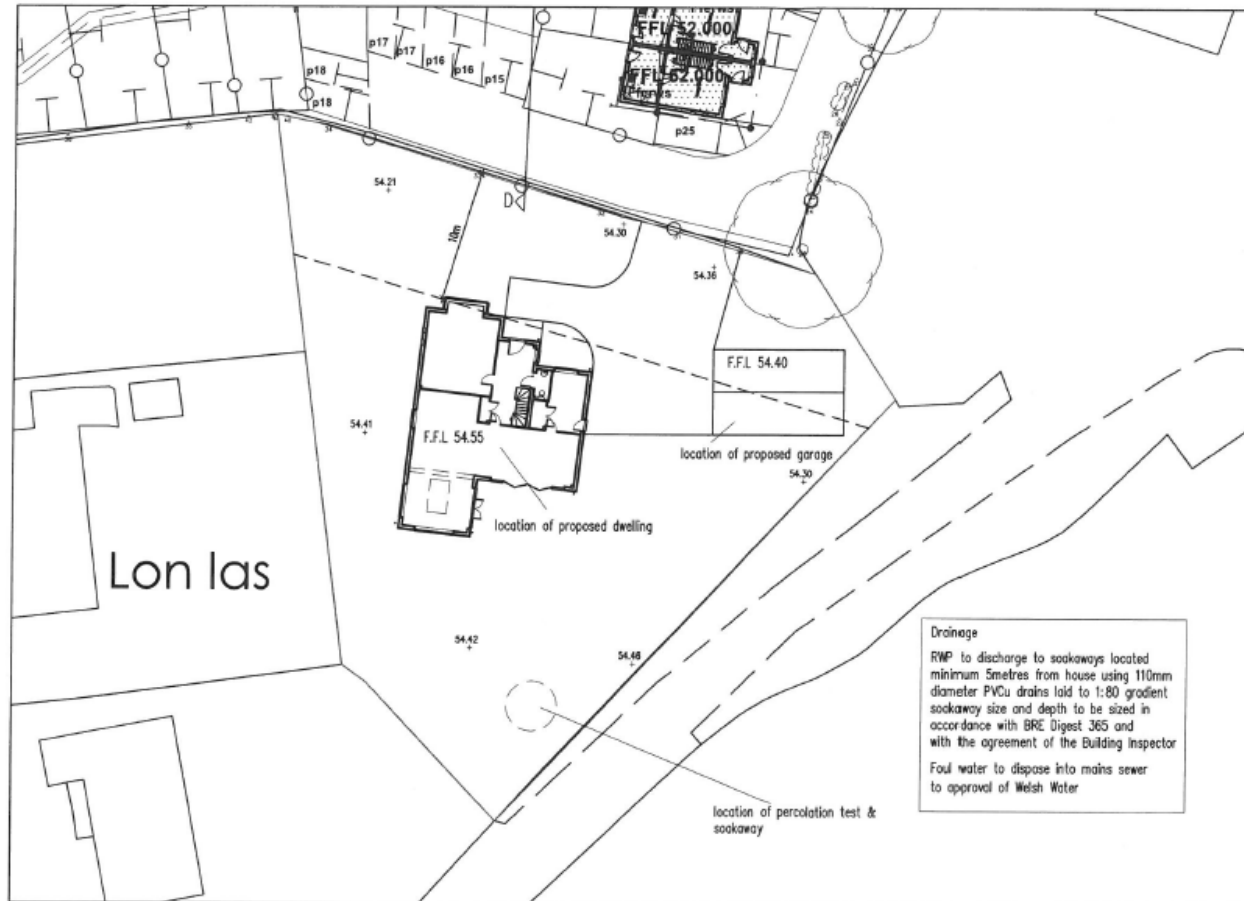 FFL 52.000
p17
p17
p16
p16
p15
p18
p18
FFL 62.000
Plerws
p25
54.21
D
54.30
10m
54.36
F.F.L 54.40
54.41
F.F.L 54.55
location of proposed garage
54.30
location of proposed dwelling
Lon las
54.42
54.46
Drainage
RWP to discharge to soakaways located
minimum 5metres from house using 110mm
diameter PVCu drains laid to 1:80 gradient
soakaway size and depth to be sized in
accordance with BRE Digest 365 and
with the agreement of the Building Inspector
Foul water to dispose into mains sewer
to approval of Welsh Water
location of percolation test &
soakaway